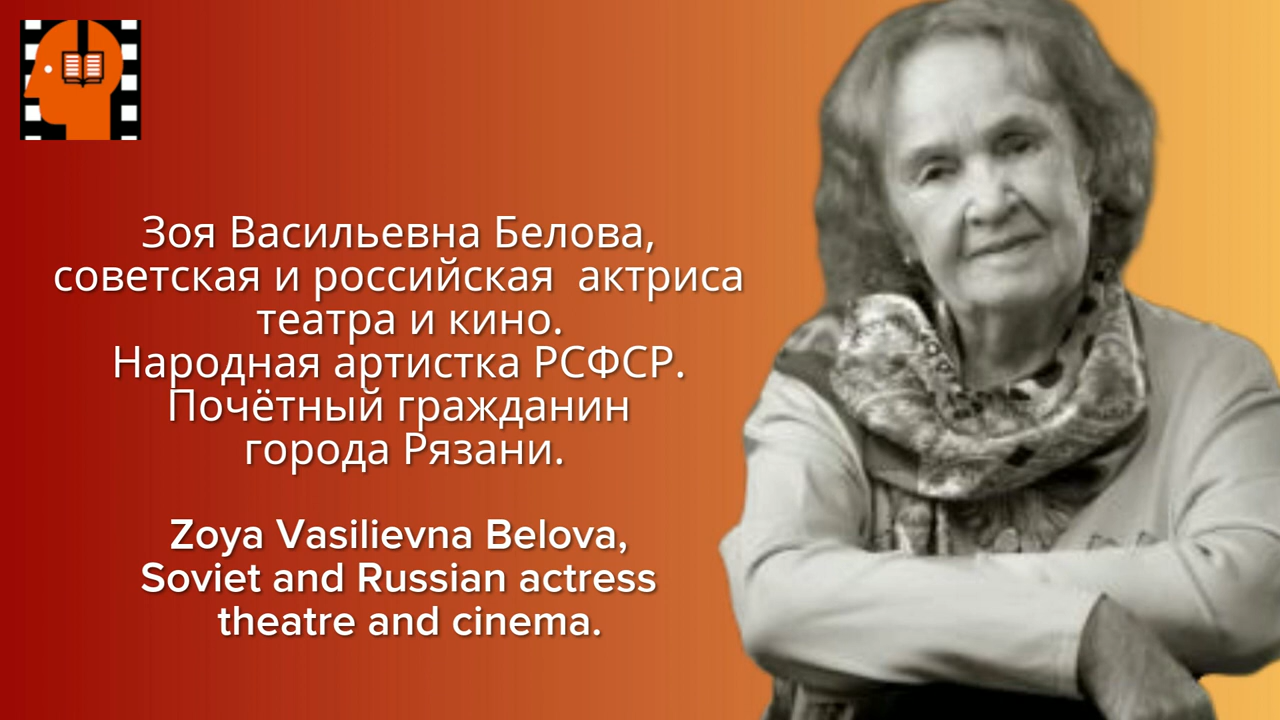 Зоя Васильевна Белова,
советская и российская актриса
театра и кино.
Народная артистка РСФСР.
Почётный гражданин
города Рязани.
Zoya Vasilievna Belova,
Soviet and Russian actress
theatre and cinema.